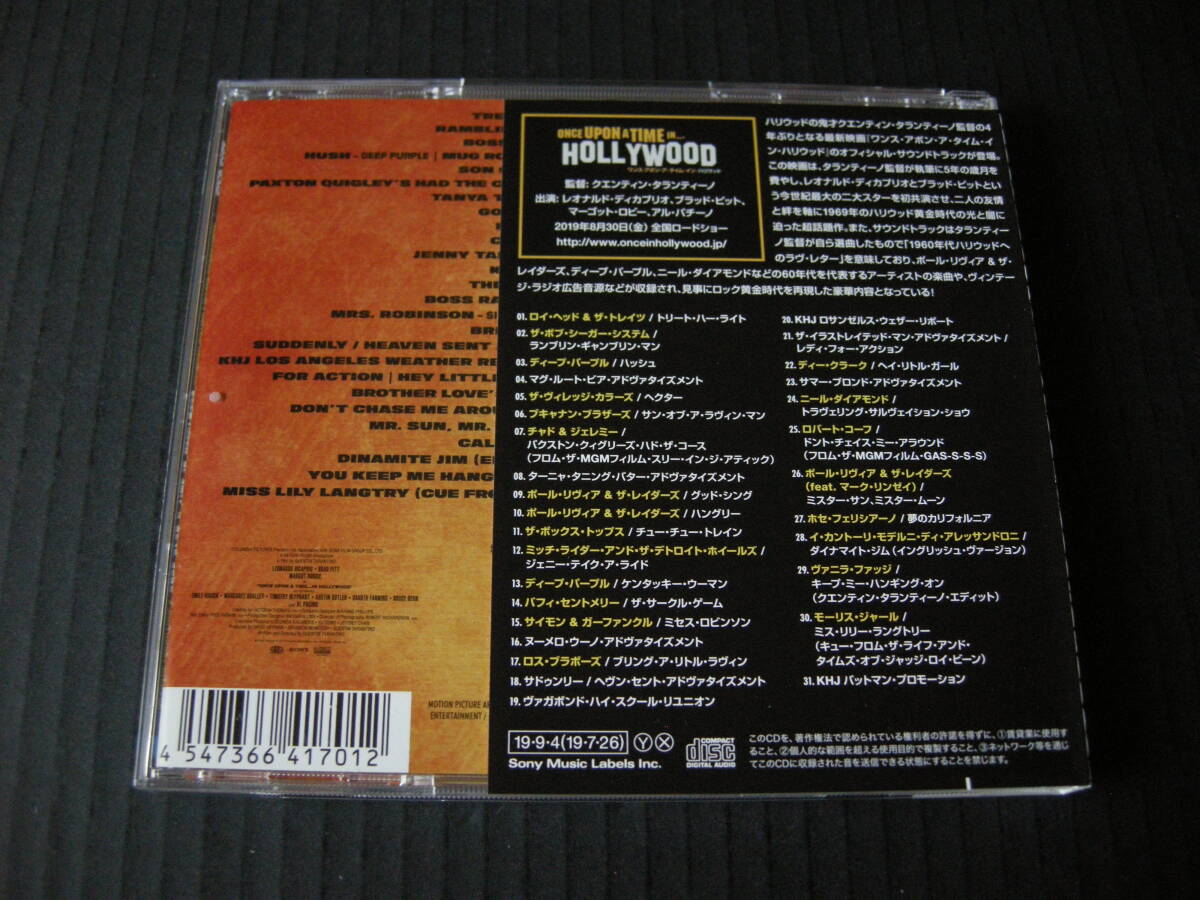 TRE
RAMBLI
BOSS
HUSH - DEEP PURPLE | MUG RO
SON
PAXTON QUIGLEY'S HAD THE C
TANYA T
GO
JENNY TA
THE
BOSS RA
MRS. ROBINSON - SI
BRI
SUDDENLY / HEAVEN SENT
KHJ LOS ANGELES WEATHER RE
FOR ACTION | HEY LITTL
BROTHER LOVE'
DON'T CHASE ME AROU
MR. SUN, MR.
CAL
DINAMITE JIM (E
YOU KEEP ME HANG
MISS LILY LANGTRY (CUE FRO
LEONARDO DICAPRIO BRAD PITT
MARGOT ROBBIE
"ONCE UPON A TIME...IN HOLLYWOOD"
EMILE HIRSCH MARGARET QUALLEY TIMOTHY OLYPHANT AUSTIN BUTLER DAKOTA FANNING BRUCE DERN
AL PACINO
MOTION PICTURE AR
ENTERTAINMENT /
4 547366 417012
ONCE UPON A TIME IN...
HOLLYWOOD
ワンス・アポン・ア・タイム・イン・ハリウッド
監督: クエンティン・タランティーノ
出演: レオナルド・ディカプリオ、ブラッド・ピット、
マーゴット・ロビー、アル・パチーノ
2019年8月30日(金) 全国ロードショー
http://www.onceinhollywood.jp/
ハリウッドの鬼才クエンティン・タランティーノ監督の4
年ぶりとなる最新映画『ワンス・アポン・ア・タイム・イ
ン・ハリウッド』のオフィシャル・サウンドトラックが登場。
この映画は、タランティーノ監督が執筆に5年の歳月を
費やし、レオナルド・ディカプリオとブラッド・ピットとい
う今世紀最大の二大スターを初共演させ、二人の友情
と絆を軸に1969年のハリウッド黄金時代の光と闇に
迫った超話題作。また、サウンドトラックはタランティー
ノ監督が自ら選曲したもので「1960年代ハリウッドへ
のラヴ・レター」を意味しており、ポール・リヴィア & ザ・
レイダーズ、ディープ・パープル、ニール・ダイアモンドなどの60年代を代表するアーティストの楽曲や、ヴィンテー
ジ・ラジオ広告音源などが収録され、見事にロック黄金時代を再現した豪華内容となっている!
01. ロイ・ヘッド & ザ・トレイツ / トリート・ハー・ライト
02. ザ・ボブ・シーガー・システム /
ランブリン・ギャンブリン・マン
03. ディープ・パープル / ハッシュ
04. マグ・ルート・ビア・アドヴァタイズメント
05. ザ・ヴィレッジ・カラーズ / ヘクター
06. ブキャナン・ブラザーズ / サン・オブ・ア・ラヴィン・マン
07. チャド & ジェレミー /
パクストン・クィグリーズ・ハド・ザ・コース
(フロム・ザ・MGMフィルム・スリー・イン・ジ・アティック)
08. ターニャ・タニング・バター・アドヴァタイズメント
09. ポール・リヴィア & ザ・レイダーズ / グッド・シング
10. ポール・リヴィア & ザ・レイダーズ / ハングリー
11. ザ・ボックス・トップス / チュー・チュー・トレイン
12. ミッチ・ライダー・アンド・ザ・デトロイト・ホイールズ /
ジェニー・テイク・ア・ライド
13. ディープ・パープル / ケンタッキー・ウーマン
14. バフィ・セントメリー / ザ・サークル・ゲーム
15. サイモン & ガーファンクル / ミセス・ロビンソン
16. ヌーメロ・ウーノ・アドヴァタイズメント
17. ロス・ブラボーズ / ブリング・ア・リトル・ラヴィン
18. サドゥンリー / ヘヴン・セント・アドヴァタイズメント
19. ヴァガボンド・ハイ・スクール・リユニオン
20. KHJ ロサンゼルス・ウェザー・リポート
21. ザ・イラストレイテッド・マン・アドヴァタイズメント /
レディ・フォー・アクション
22. ディー・クラーク / ヘイ・リトル・ガール
23. サマー・ブロンド・アドヴァタイズメント
24. ニール・ダイアモンド /
トラヴェリング・サルヴェイション・ショウ
25. ロバート・コーフ /
ドント・チェイス・ミー・アラウンド
(フロム・ザ・MGMフィルム・GAS-S-S-S)
26. ポール・リヴィア & ザ・レイダーズ
(feat. マーク・リンゼイ) /
ミスター・サン、ミスター・ムーン
27. ホセ・フェリシアーノ / 夢のカリフォルニア
28. イ・カントーリ・モデルニ・ディ・アレッサンドロニ /
ダイナマイト・ジム (イングリッシュ・ヴァージョン)
29. ヴァニラ・ファッジ /
キープ・ミー・ハンギング・オン
(クエンティン・タランティーノ・エディット)
30. モーリス・ジャール /
ミス・リリー・ラングトリー
(キュー・フロム・ザ・ライフ・アンド・
タイムズ・オブ・ジャッジ・ロイ・ビーン)
31. KHJ バットマン・プロモーション
19・9・4(19・7・26) Y X
Sony Music Labels Inc.
COMPACT
disc
DIGITAL AUDIO
このCDを、著作権法で認められている権利者の許諾を得ずに、①賃貸業に使用す
ること、②個人的な範囲を超える使用目的で複製すること、③ネットワーク等を通じ
てこのCDに収録された音を送信できる状態にすることを禁じます。